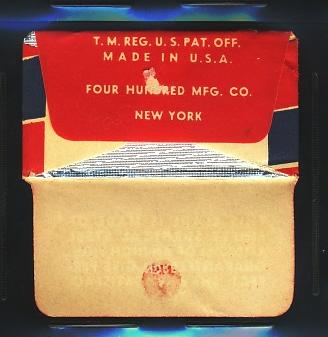 T. M. REG. U. S. PAT. OFF.
MADE IN U.S.A.
FOUR HUNDRED MFG. CO.
NEW YORK